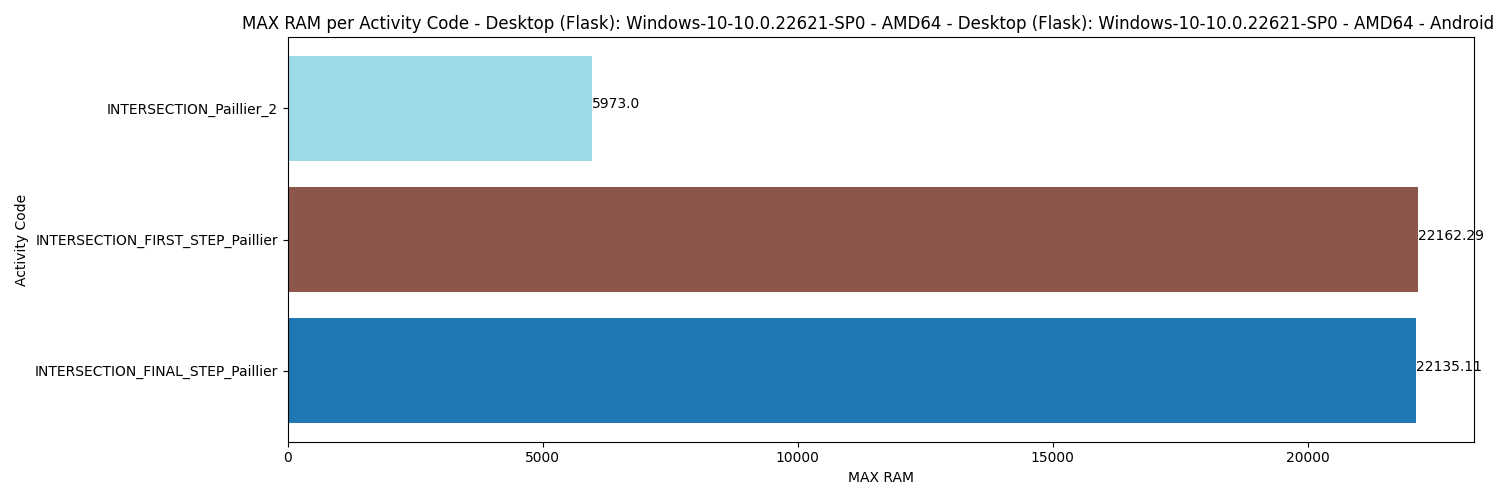 MAX RAM per Activity Code - Desktop (Flask): Windows-10-10.0.22621-SP0 - AMD64 - Desktop (Flask): Windows-10-10.0.22621-SP0 - AMD64 - Android
Activity Code
INTERSECTION_Paillier_2
5973.0
INTERSECTION_FIRST_STEP_Paillier
22162.29
INTERSECTION_FINAL_STEP_Paillier
22135.11
0 5000 10000 15000 20000
MAX RAM